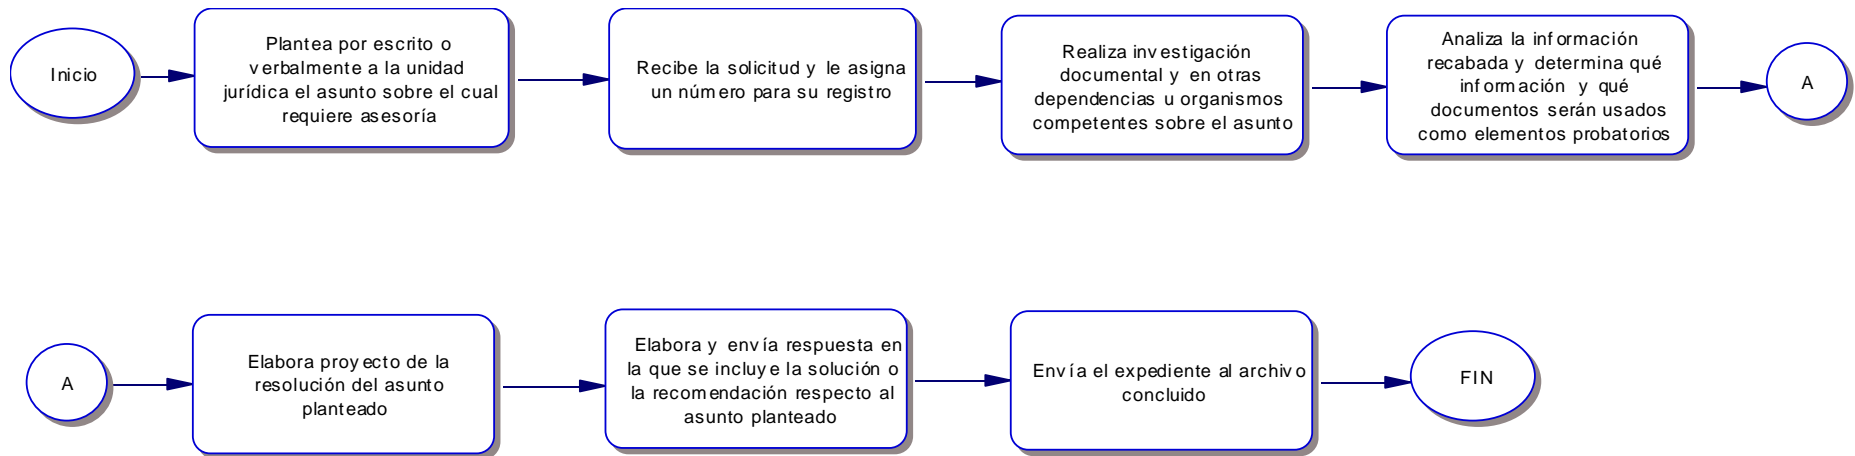 Inicio
Plantea por escrito o
verbalmente a la unidad
jurídica el asunto sobre el cual
requiere asesoría
Recibe la solicitud y le asigna
un número para su registro
Realiza investigación
documental y en otras
dependencias u organismos
competentes sobre el asunto
Analiza la información
recabada y determina qué
información y qué
documentos serán usados
como elementos probatorios
A
A
Elabora proyecto de la
resolución del asunto
planteado
Elabora y envía respuesta en
la que se incluye la solución o
la recomendación respecto al
asunto planteado
Envía el expediente al archivo
concluido
FIN